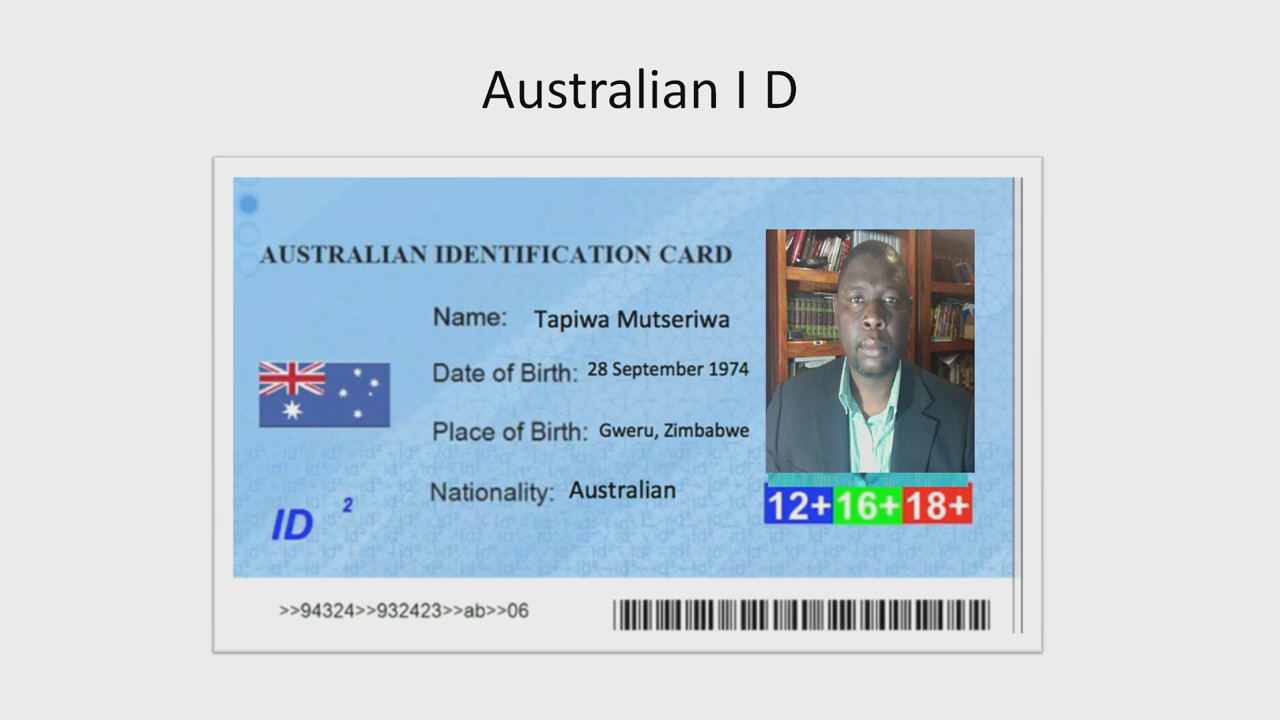 Australian I D
AUSTRALIAN IDENTIFICATION CARD
Name: Tapiwa Mutseriwa
Date of Birth: 28 September 1974
Place of Birth: Gweru, Zimbabwe
Nationality: Australian
ID 2
12+ 16+ 18+
>>94324>>932423>>ab>>06